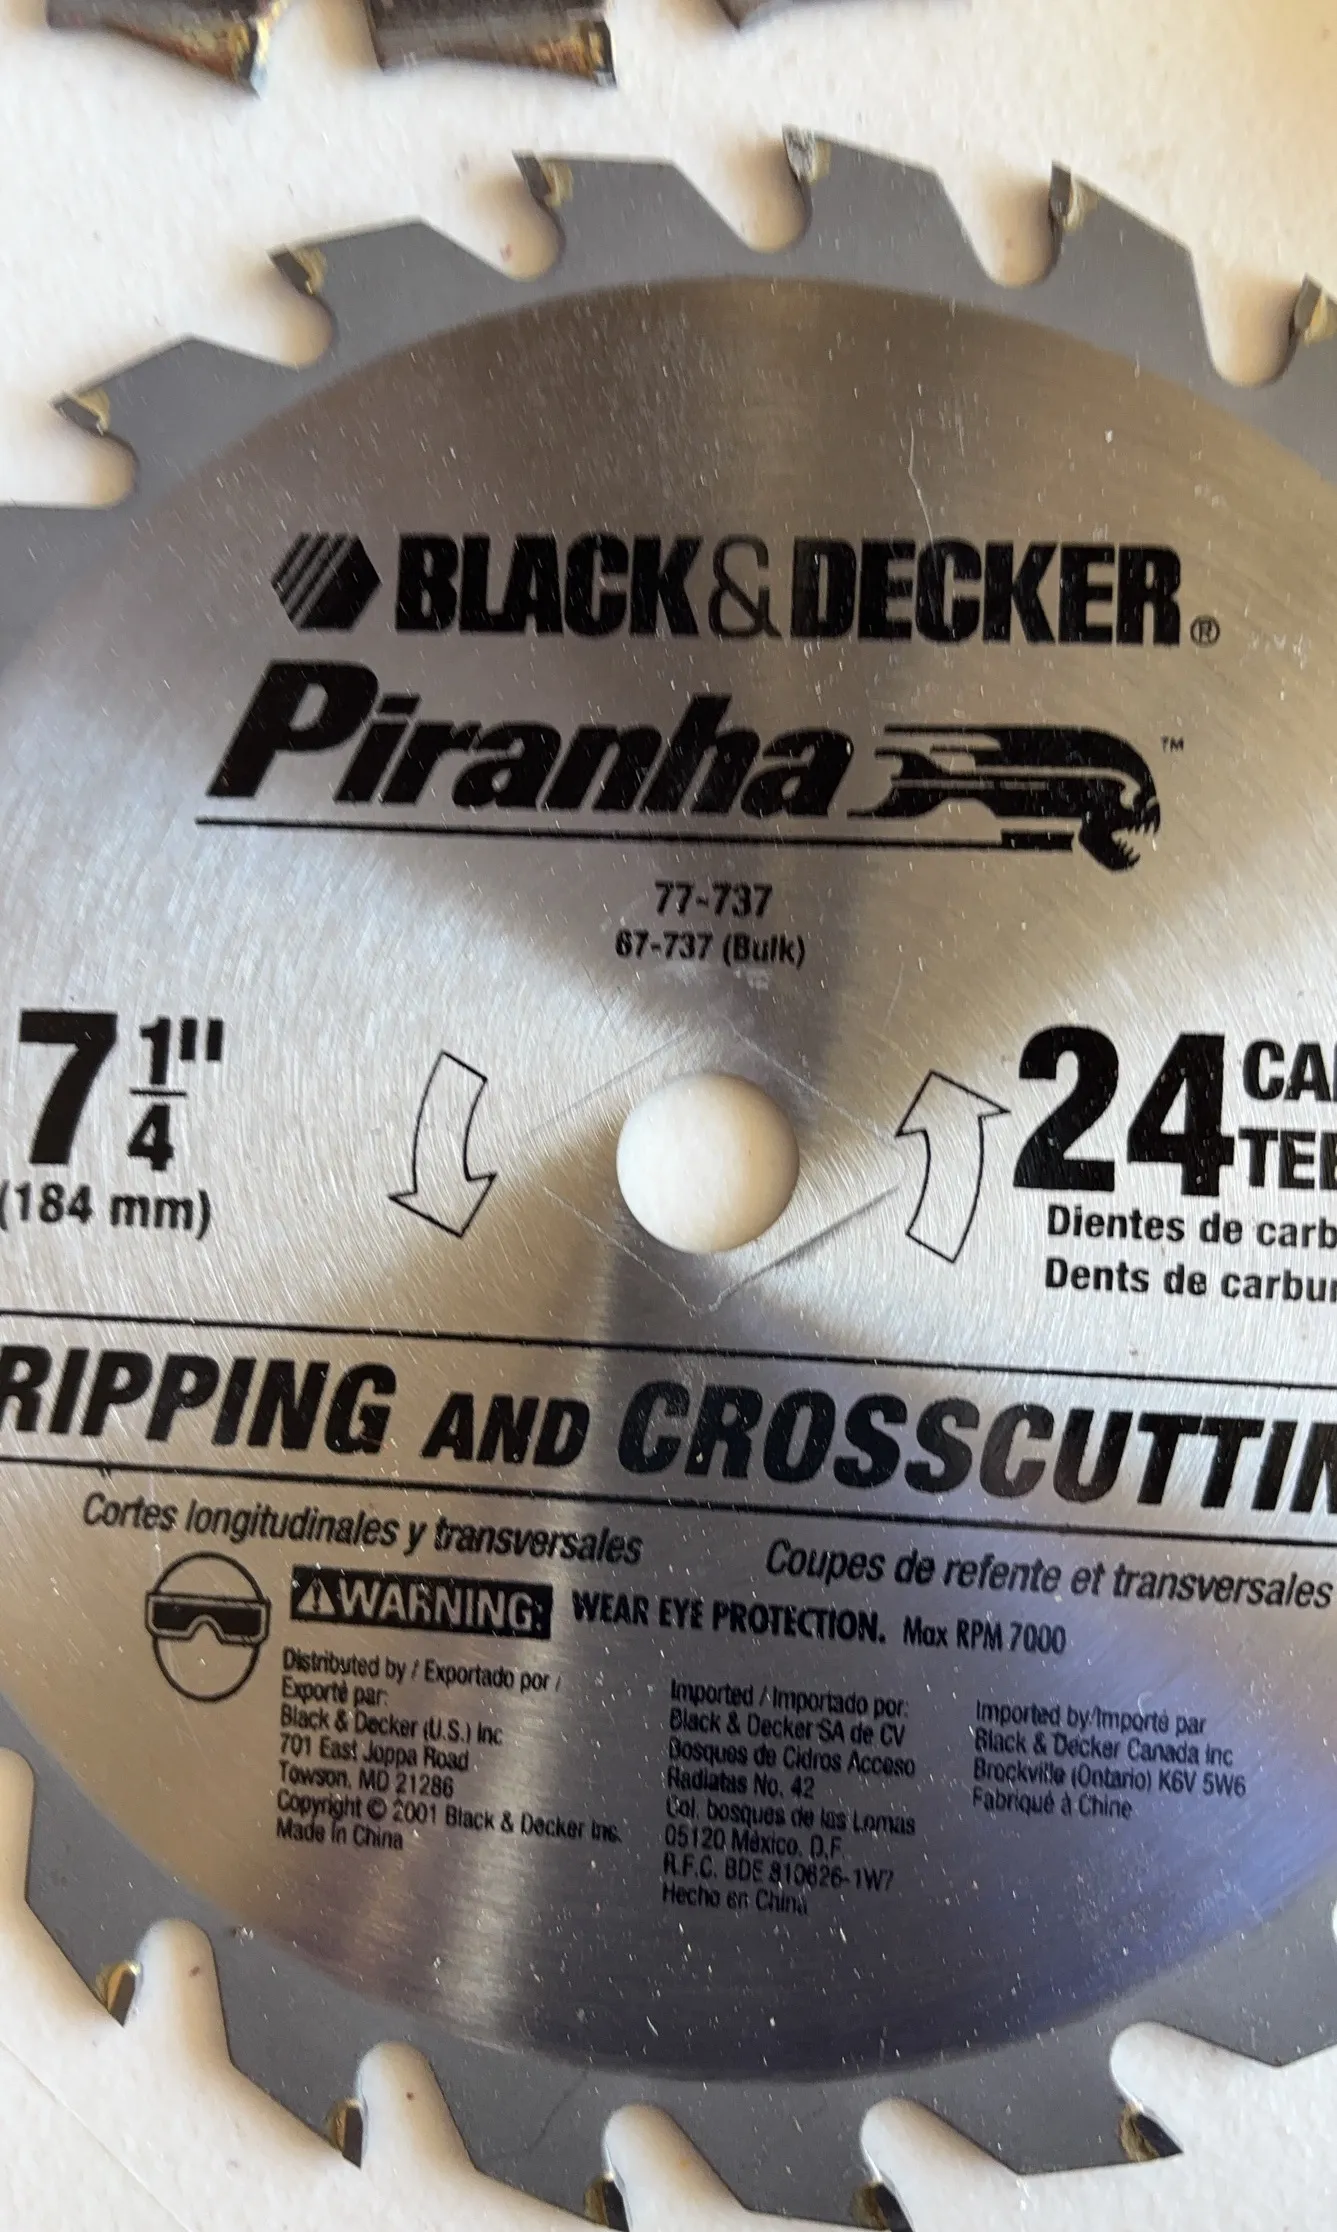 BLACK&DECKER®
Piranha™
77-737
67-737 (Bulk)
7 1/4"
(184 mm)
24 CA
TEE
Dientes de carb
Dents de carbur
RIPPING AND CROSSCUTTIN
Cortes longitudinales y transversales
Coupes de refente et transversales
⚠WARNING: WEAR EYE PROTECTION. Max RPM 7000
Distributed by / Exportado por /
Exporté par:
Black & Decker (U.S.) Inc
701 East Joppa Road
Towson, MD 21286
Copyright © 2001 Black & Decker Inc.
Made in China
Imported / Importado por:
Black & Decker SA de CV
Bosques de Cidros Acceso
Radiatas No. 42
Col. bosques de las Lomas
05120 México, D.F.
R.F.C. BDE 810626-1W7
Hecho en China
Imported by/Importé par
Black & Decker Canada Inc
Brockville (Ontario) K6V 5W6
Fabriqué à Chine